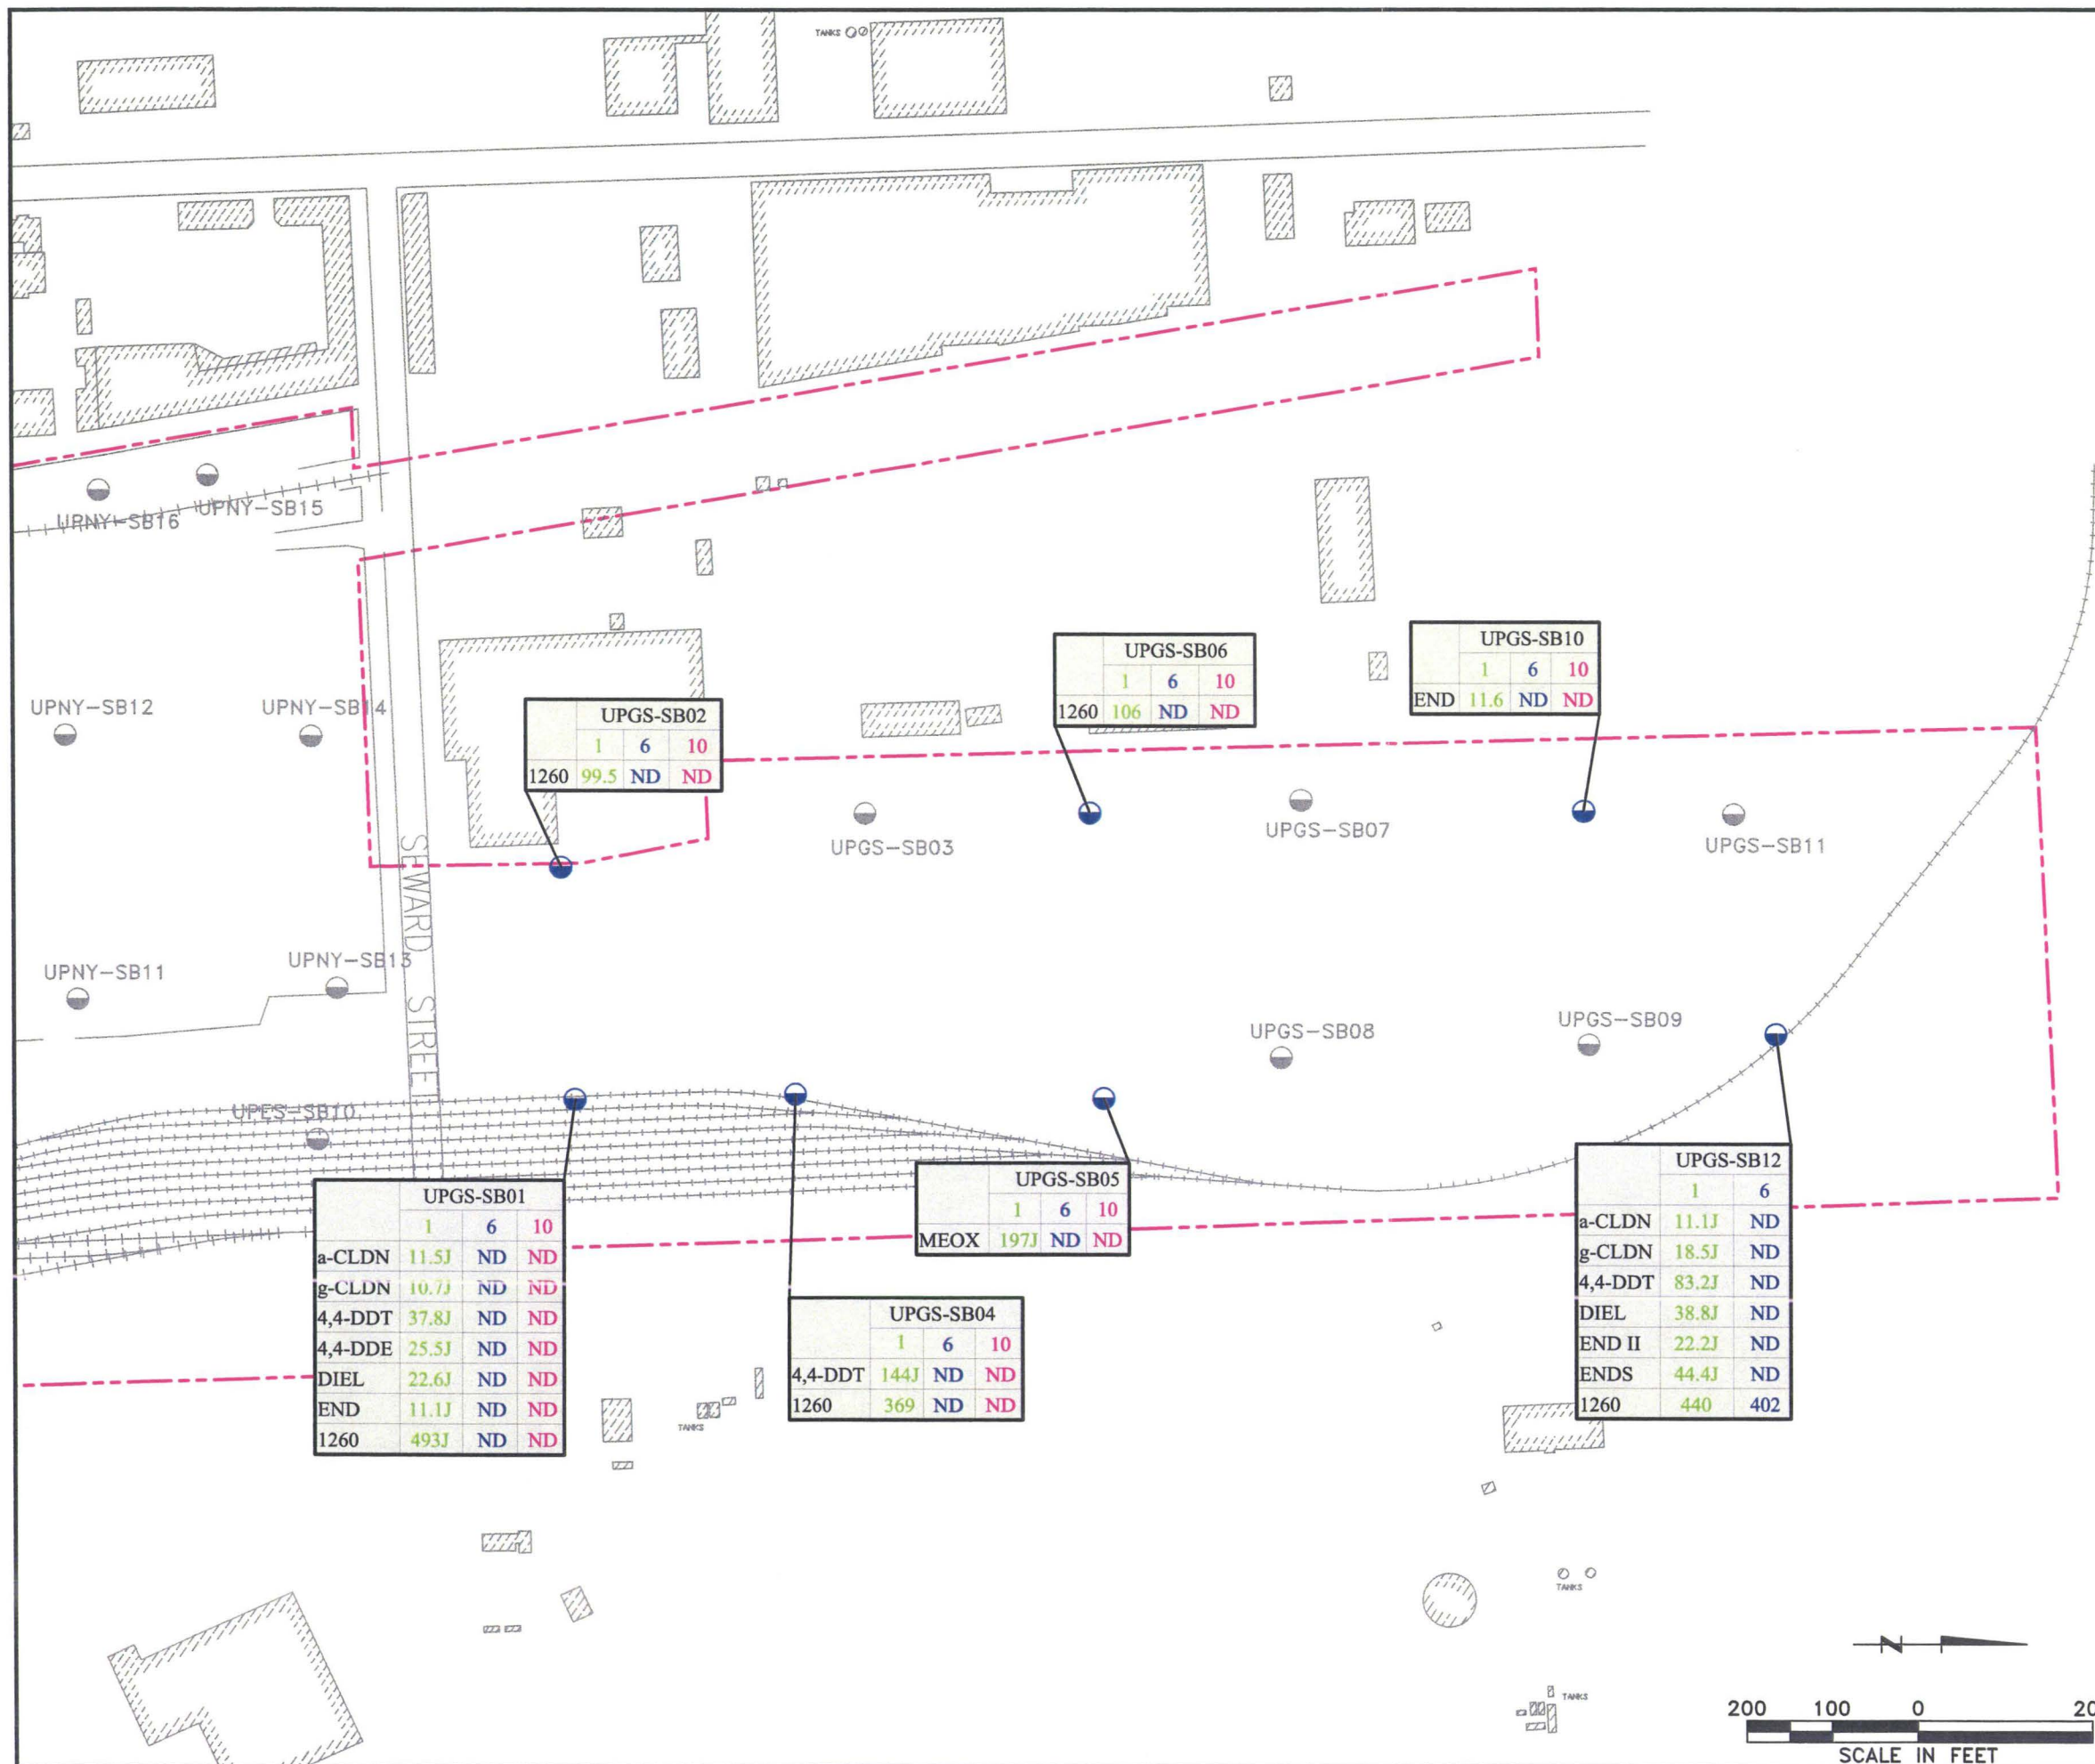 TANKS
UPNY-SB16
UPNY-SB15
UPNY-SB12
UPNY-SB14
UPGS-SB02
1 6 10
1260 99.5 ND ND
UPGS-SB06
1 6 10
1260 106 ND ND
UPGS-SB10
1 6 10
END 11.6 ND ND
UPGS-SB03
UPGS-SB07
UPGS-SB11
SEWARD STREET
UPNY-SB11
UPNY-SB13
UPGS-SB08
UPGS-SB09
UPES-SB10
UPGS-SB01
1 6 10
a-CLDN 11.5J ND ND
g-CLDN 10.7J ND ND
4,4-DDT 37.8J ND ND
4,4-DDE 25.5J ND ND
DIEL 22.6J ND ND
END 11.1J ND ND
1260 493J ND ND
UPGS-SB05
1 6 10
MEOX 197J ND ND
UPGS-SB04
1 6 10
4,4-DDT 144J ND ND
1260 369 ND ND
UPGS-SB12
1 6
a-CLDN 11.1J ND
g-CLDN 18.5J ND
4,4-DDT 83.2J ND
DIEL 38.8J ND
END II 22.2J ND
ENDS 44.4J ND
1260 440 402
TANKS
TANKS
TANKS
N
200 100 0 20
SCALE IN FEET